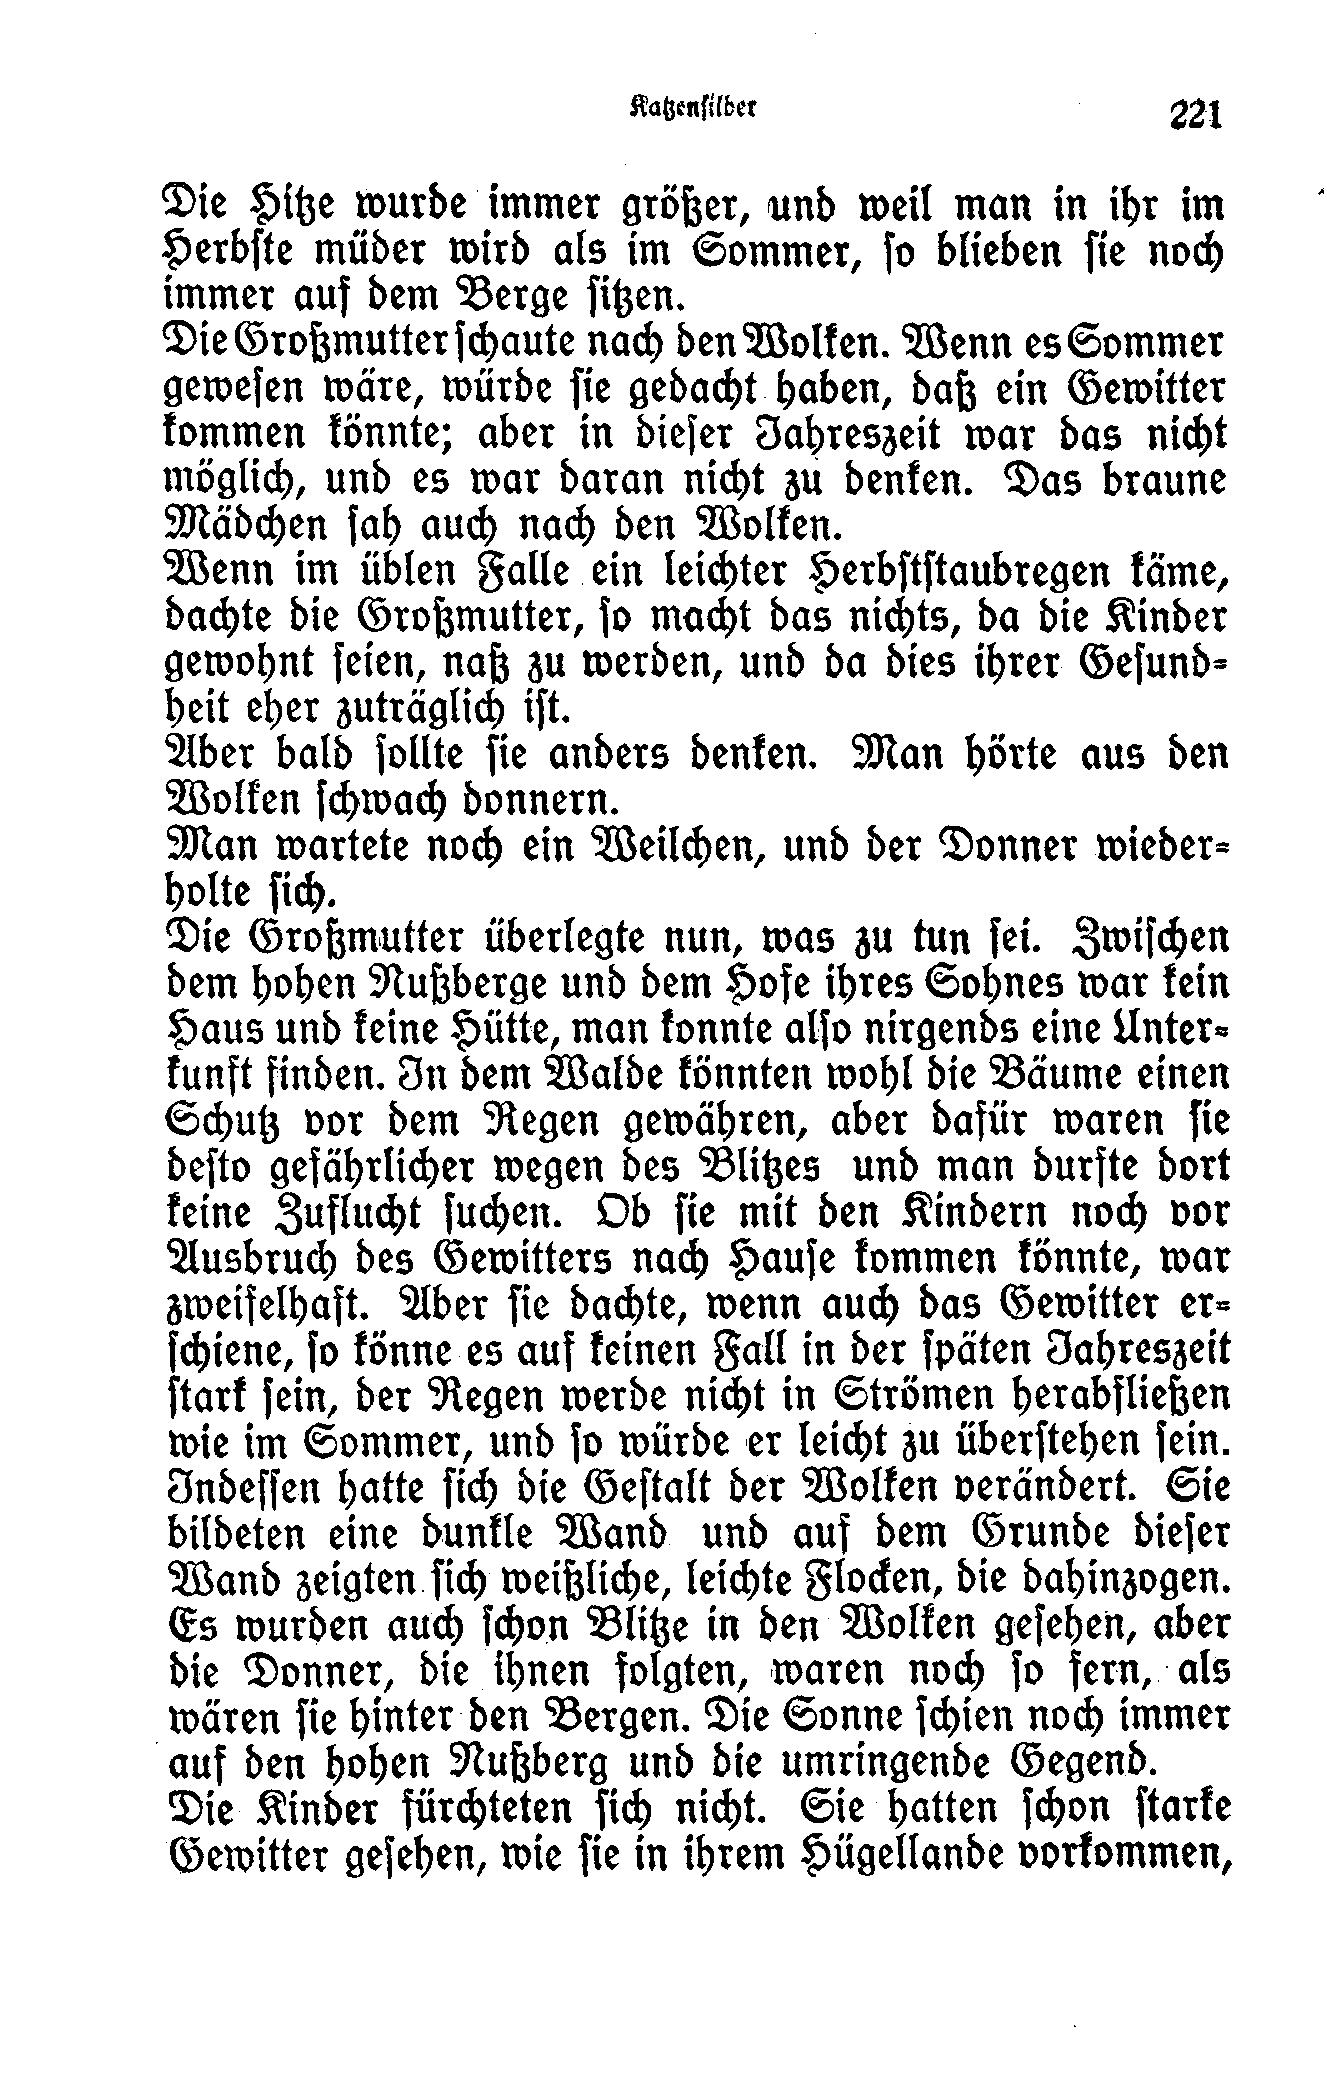 Katzensilber 221
Die Hitze wurde immer größer, und weil man in ihr im
Herbste müder wird als im Sommer, so blieben sie noch
immer auf dem Berge sitzen.
Die Großmutter schaute nach den Wolken. Wenn es Sommer
gewesen wäre, würde sie gedacht haben, daß ein Gewitter
kommen könnte; aber in dieser Jahreszeit war das nicht
möglich, und es war daran nicht zu denken. Das braune
Mädchen sah auch nach den Wolken.
Wenn im üblen Falle ein leichter Herbststaubregen käme,
dachte die Großmutter, so macht das nichts, da die Kinder
gewohnt seien, naß zu werden, und da dies ihrer Gesund-
heit eher zuträglich ist.
Aber bald sollte sie anders denken. Man hörte aus den
Wolken schwach donnern.
Man wartete noch ein Weilchen, und der Donner wieder-
holte sich.
Die Großmutter überlegte nun, was zu tun sei. Zwischen
dem hohen Nußberge und dem Hofe ihres Sohnes war kein
Haus und keine Hütte, man konnte also nirgends eine Unter-
kunft finden. In dem Walde könnten wohl die Bäume einen
Schutz vor dem Regen gewähren, aber dafür waren sie
desto gefährlicher wegen des Blitzes und man durfte dort
keine Zuflucht suchen. Ob sie mit den Kindern noch vor
Ausbruch des Gewitters nach Hause kommen könnte, war
zweifelhaft. Aber sie dachte, wenn auch das Gewitter er-
schiene, so könne es auf keinen Fall in der späten Jahreszeit
stark sein, der Regen werde nicht in Strömen herabfließen
wie im Sommer, und so würde er leicht zu überstehen sein.
Indessen hatte sich die Gestalt der Wolken verändert. Sie
bildeten eine dunkle Wand und auf dem Grunde dieser
Wand zeigten sich weißliche, leichte Flocken, die dahinzogen.
Es wurden auch schon Blitze in den Wolken gesehen, aber
die Donner, die ihnen folgten, waren noch so fern, als
wären sie hinter den Bergen. Die Sonne schien noch immer
auf den hohen Nußberg und die umringende Gegend.
Die Kinder fürchteten sich nicht. Sie hatten schon starke
Gewitter gesehen, wie sie in ihrem Hügellande vorkommen,